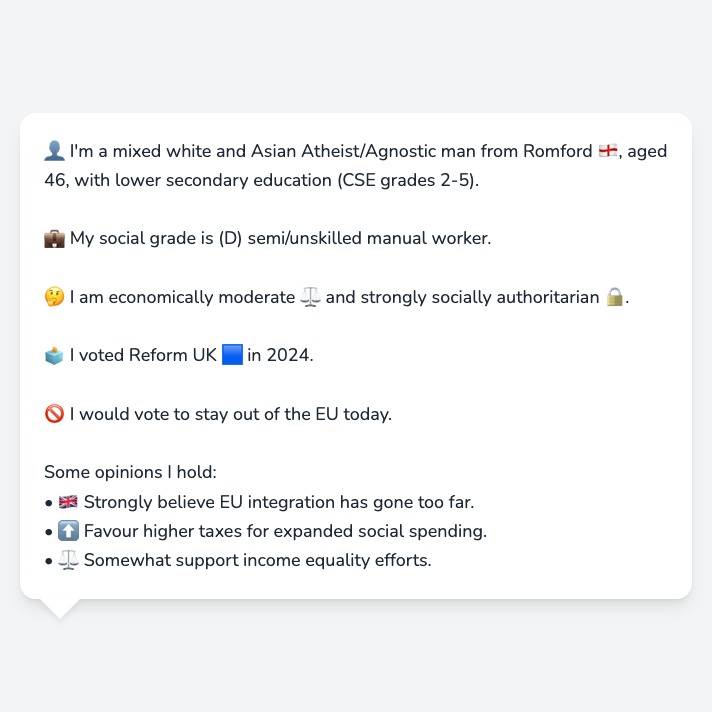 👤 I'm a mixed white and Asian Atheist/Agnostic man from Romford 🏴󠁧󠁢󠁥󠁮󠁧󠁿, aged
46, with lower secondary education (CSE grades 2-5).
💼 My social grade is (D) semi/unskilled manual worker.
🤔 I am economically moderate ⚖️ and strongly socially authoritarian 🔒.
🗳️ I voted Reform UK 🟦 in 2024.
🚫 I would vote to stay out of the EU today.
Some opinions I hold:
• 🇬🇧 Strongly believe EU integration has gone too far.
• ⬆️ Favour higher taxes for expanded social spending.
• ⚖️ Somewhat support income equality efforts.